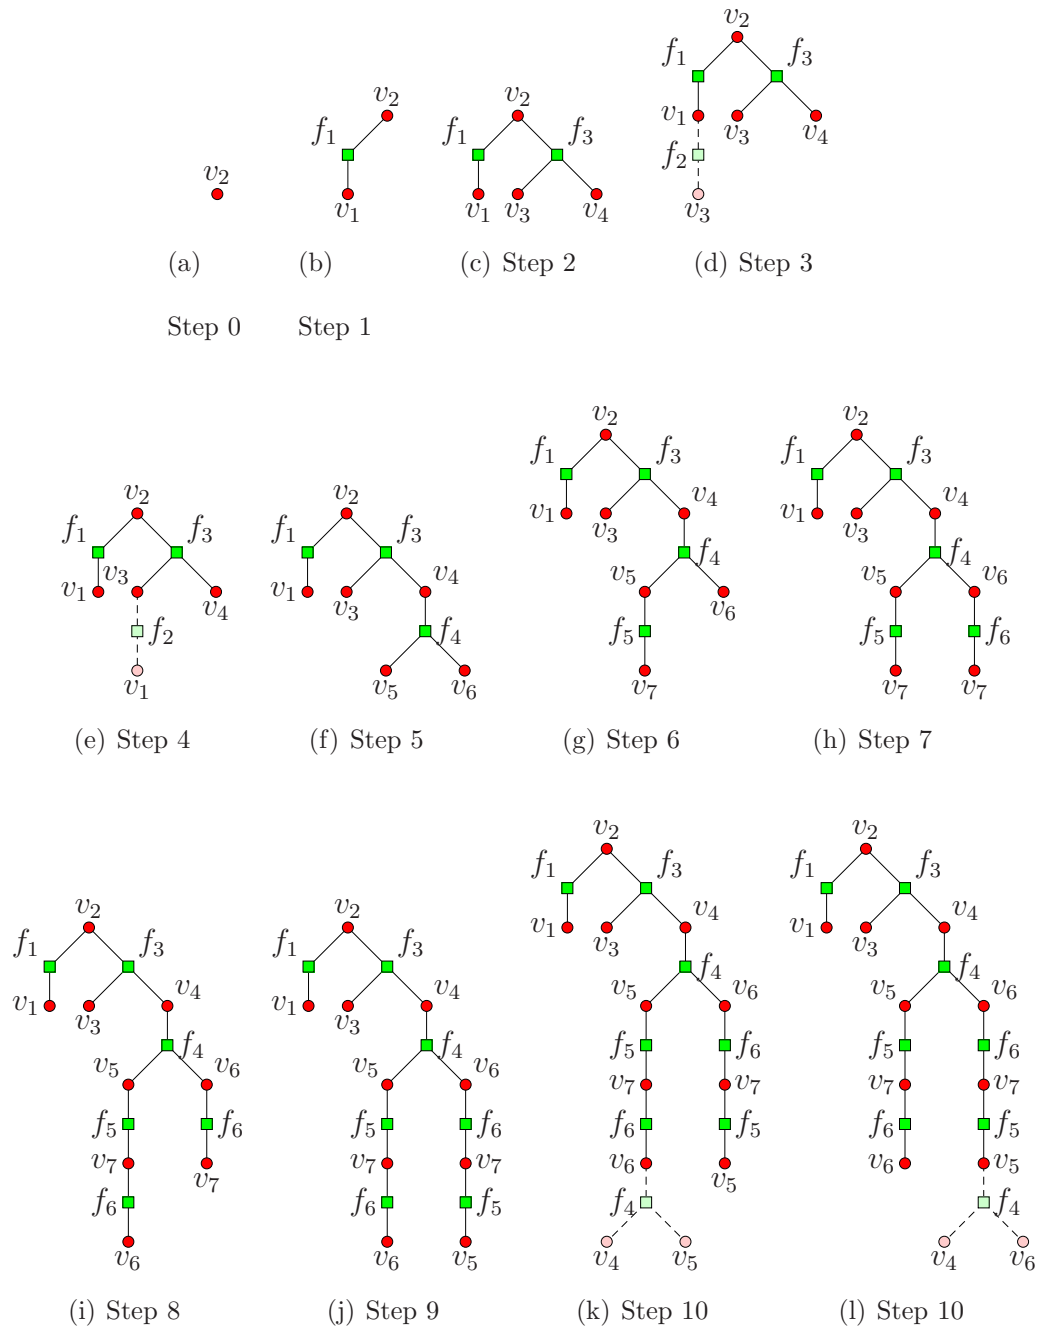 v₂
(a)
Step 0
v₂
f₁
v₁
(b)
Step 1
v₂
f₁ f₃
v₁ v₃ v₄
(c) Step 2
v₂
f₁ f₃
v₁ v₃ v₄
f₂
v₃
(d) Step 3
v₂
f₁ f₃
v₁ v₃ v₄
f₂
v₁
(e) Step 4
v₂
f₁ f₃
v₁ v₃ v₄
f₄
v₅ v₆
(f) Step 5
v₂
f₁ f₃
v₁ v₃ v₄
f₄
v₅ v₆
f₅
v₇
(g) Step 6
v₂
f₁ f₃
v₁ v₃ v₄
f₄
v₅ v₆
f₅ f₆
v₇ v₇
(h) Step 7
v₂
f₁ f₃
v₁ v₃ v₄
f₄
v₅ v₆
f₅ f₆
v₇ v₇
f₆
v₆
(i) Step 8
v₂
f₁ f₃
v₁ v₃ v₄
f₄
v₅ v₆
f₅ f₆
v₇ v₇
f₆ f₅
v₆ v₅
(j) Step 9
v₂
f₁ f₃
v₁ v₃ v₄
f₄
v₅ v₆
f₅ f₆
v₇ v₇
f₆ f₅
v₆ v₅
f₄
v₄ v₅
(k) Step 10
v₂
f₁ f₃
v₁ v₃ v₄
f₄
v₅ v₆
f₅ f₆
v₇ v₇
f₆ f₅
v₆ v₅
f₄
v₄ v₆
(l) Step 10